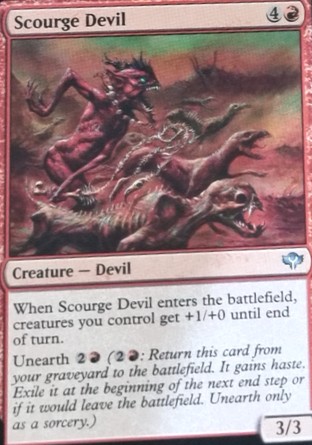 Scourge Devil 4
Creature — Devil
When Scourge Devil enters the battlefield,
creatures you control get +1/+0 until end
of turn.
Unearth 2 (2: Return this card from
your graveyard to the battlefield. It gains haste.
Exile it at the beginning of the next end step or
if it would leave the battlefield. Unearth only
as a sorcery.)
3/3